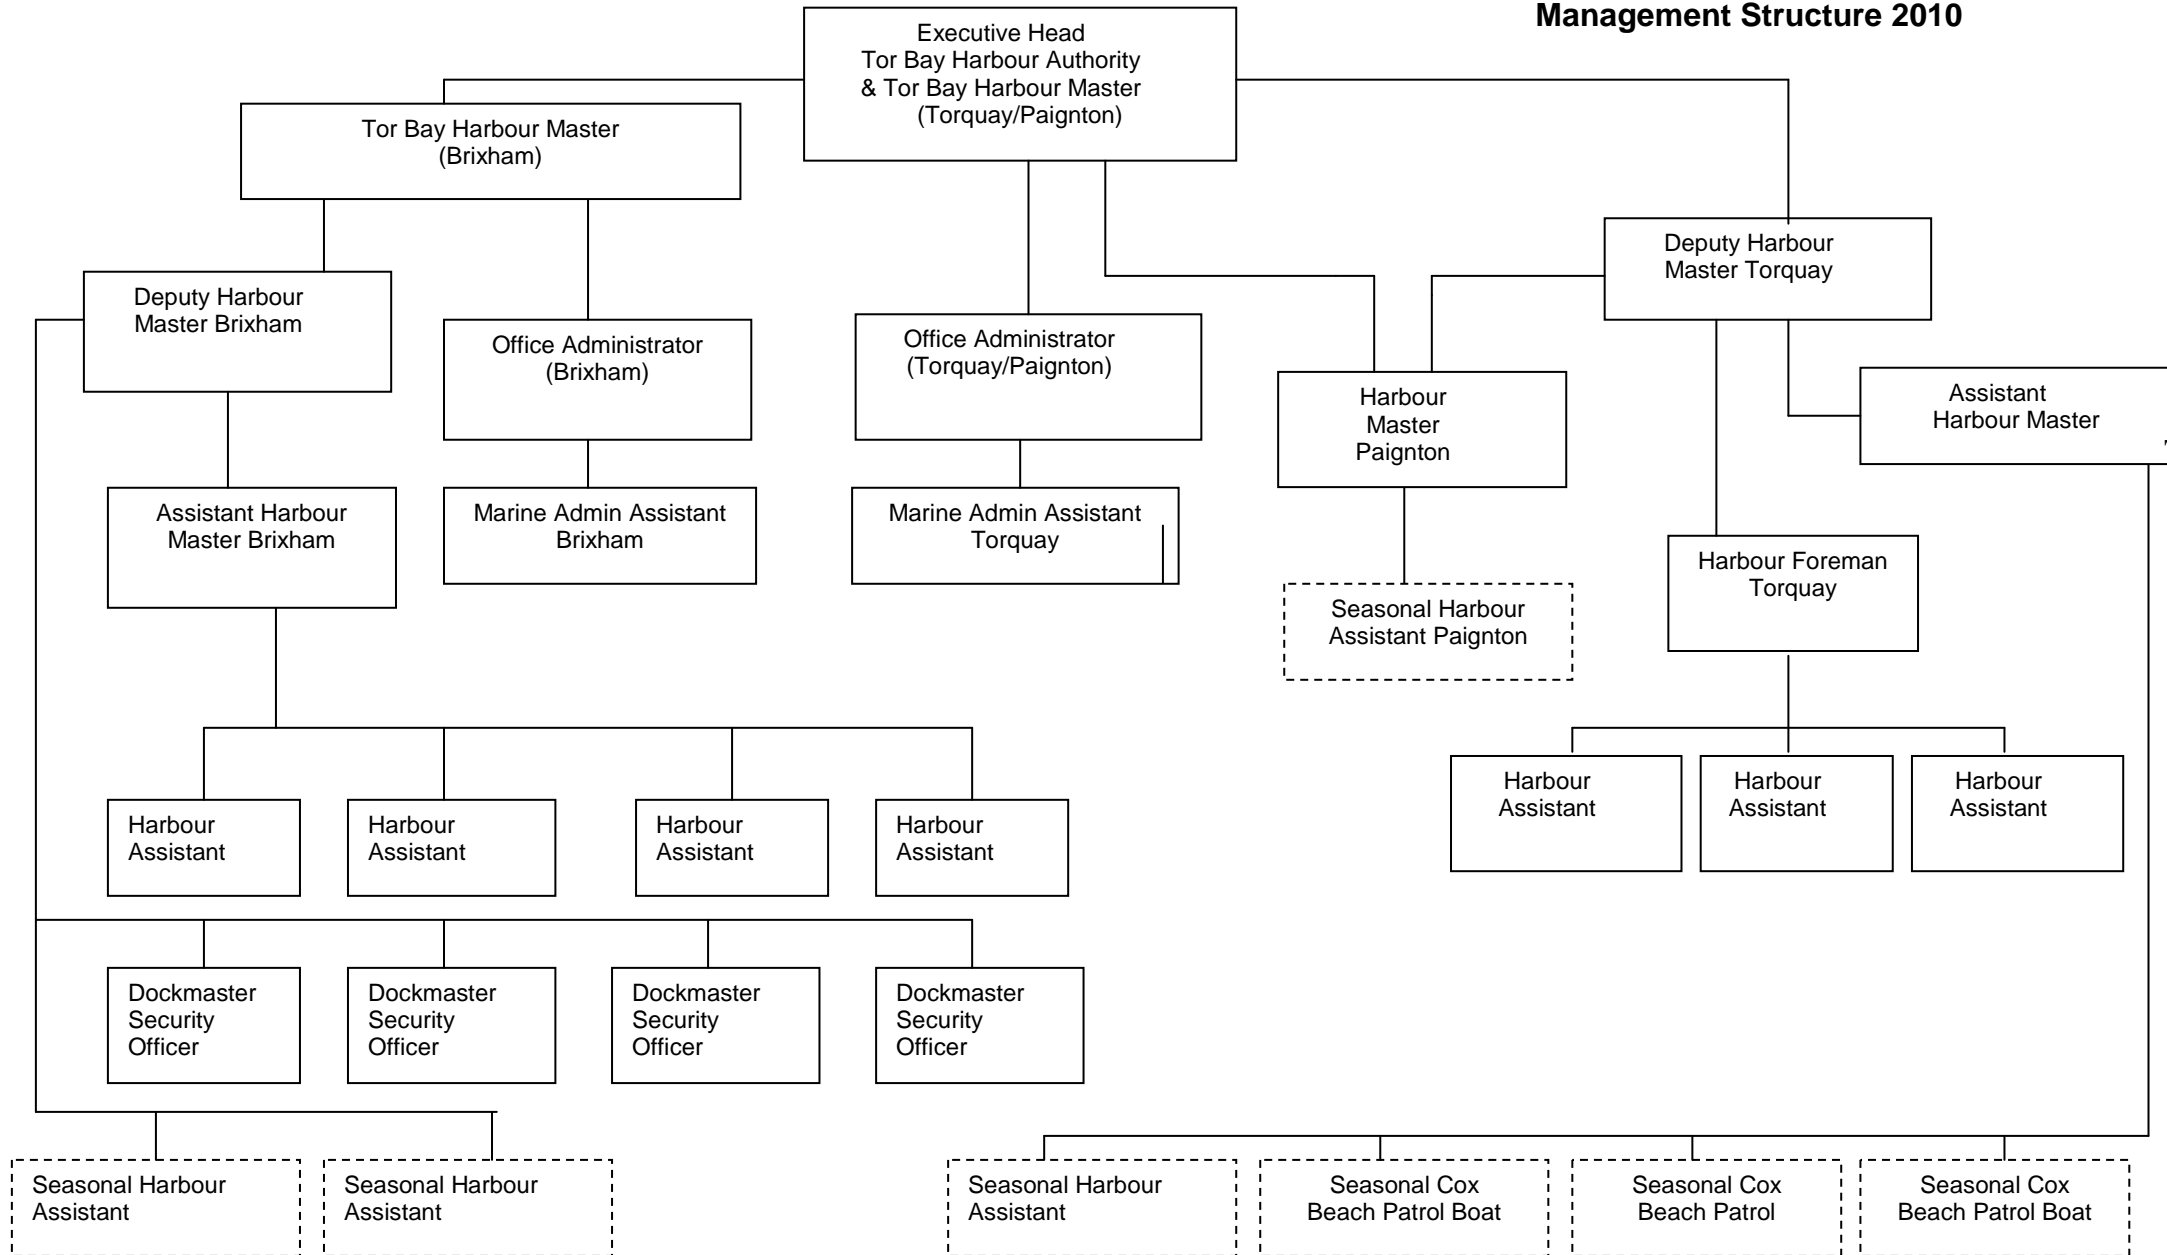 Management Structure 2010
Executive Head
Tor Bay Harbour Authority
& Tor Bay Harbour Master
(Torquay/Paignton)
Tor Bay Harbour Master
(Brixham)
Deputy Harbour
Master Torquay
Deputy Harbour
Master Brixham
Office Administrator
(Brixham)
Office Administrator
(Torquay/Paignton)
Harbour
Master
Paignton
Assistant
Harbour Master
Assistant Harbour
Master Brixham
Marine Admin Assistant
Brixham
Marine Admin Assistant
Torquay
Harbour Foreman
Torquay
Seasonal Harbour
Assistant Paignton
Harbour
Assistant
Harbour
Assistant
Harbour
Assistant
Harbour
Assistant
Harbour
Assistant
Harbour
Assistant
Harbour
Assistant
Dockmaster
Security
Officer
Dockmaster
Security
Officer
Dockmaster
Security
Officer
Dockmaster
Security
Officer
Seasonal Harbour
Assistant
Seasonal Harbour
Assistant
Seasonal Harbour
Assistant
Seasonal Cox
Beach Patrol Boat
Seasonal Cox
Beach Patrol
Seasonal Cox
Beach Patrol Boat